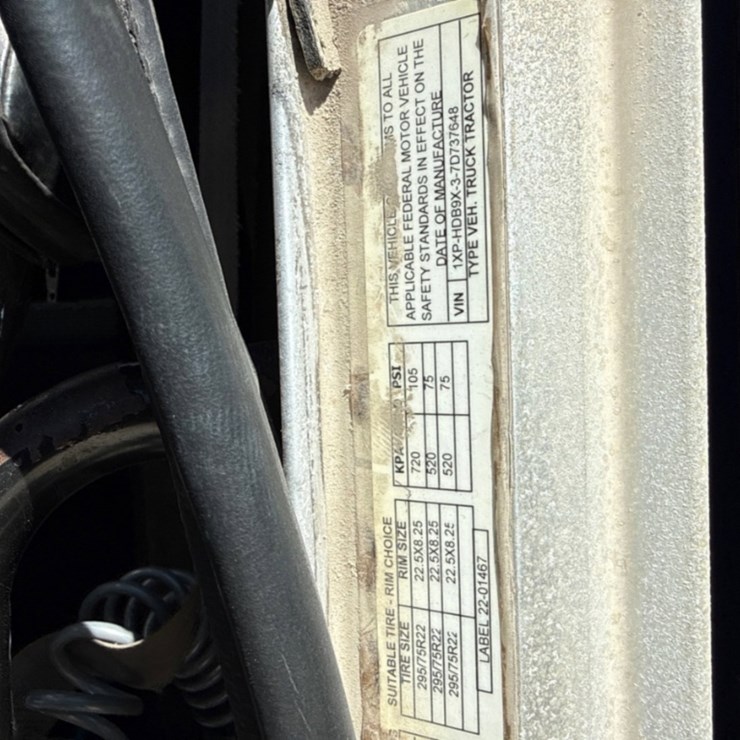 SUITABLE TIRE - RIM CHOICE
TIRE SIZE RIM SIZE
295/75R22 22.5X8.25
295/75R22 22.5X8.25
295/75R22 22.5X8.25
LABEL 22-01467
KPA PSI
720 105
520 75
520 75
THIS VEHICLE TO ALL
APPLICABLE FEDERAL MOTOR VEHICLE
SAFETY STANDARDS IN EFFECT ON THE
DATE OF MANUFACTURE
VIN 1XP-HDB9X-3-7D737648
TYPE VEH. TRUCK TRACTOR